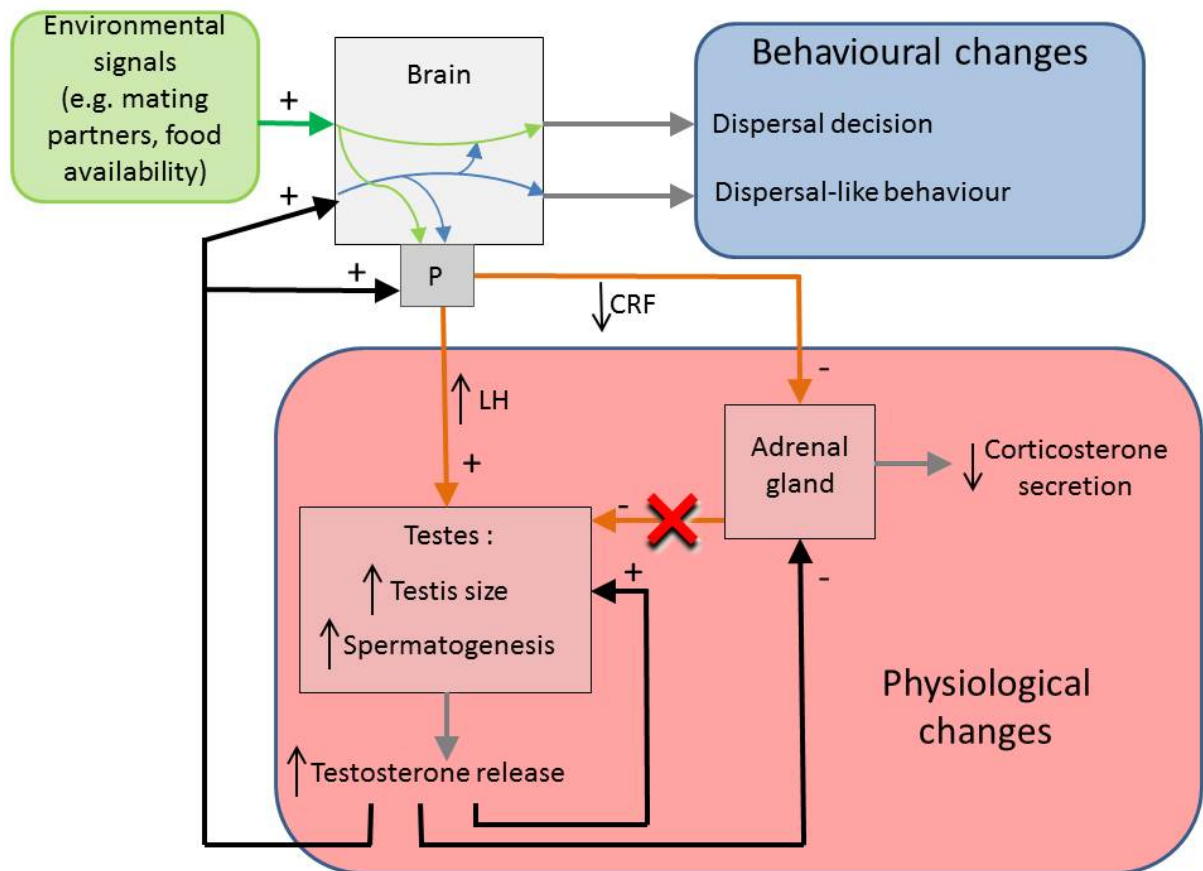 Environmental
signals
(e.g. mating
partners, food
availability)
+
+
Brain
Behavioural changes
Dispersal decision
Dispersal-like behaviour
+
P
↓ CRF
-
↑ LH
+
Adrenal
gland
↓ Corticosterone
secretion
-
Testes :
↑ Testis size
↑ Spermatogenesis
+
-
Physiological
changes
↑ Testosterone release